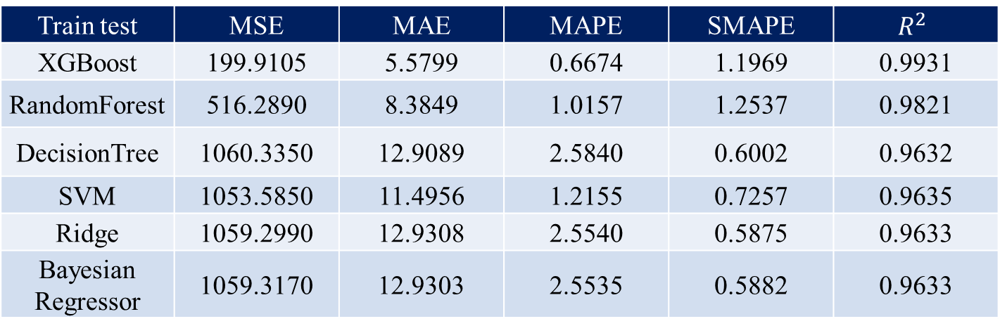 Train test MSE MAE MAPE SMAPE R²
XGBoost 199.9105 5.5799 0.6674 1.1969 0.9931
RandomForest 516.2890 8.3849 1.0157 1.2537 0.9821
DecisionTree 1060.3350 12.9089 2.5840 0.6002 0.9632
SVM 1053.5850 11.4956 1.2155 0.7257 0.9635
Ridge 1059.2990 12.9308 2.5540 0.5875 0.9633
Bayesian
Regressor 1059.3170 12.9303 2.5535 0.5882 0.9633